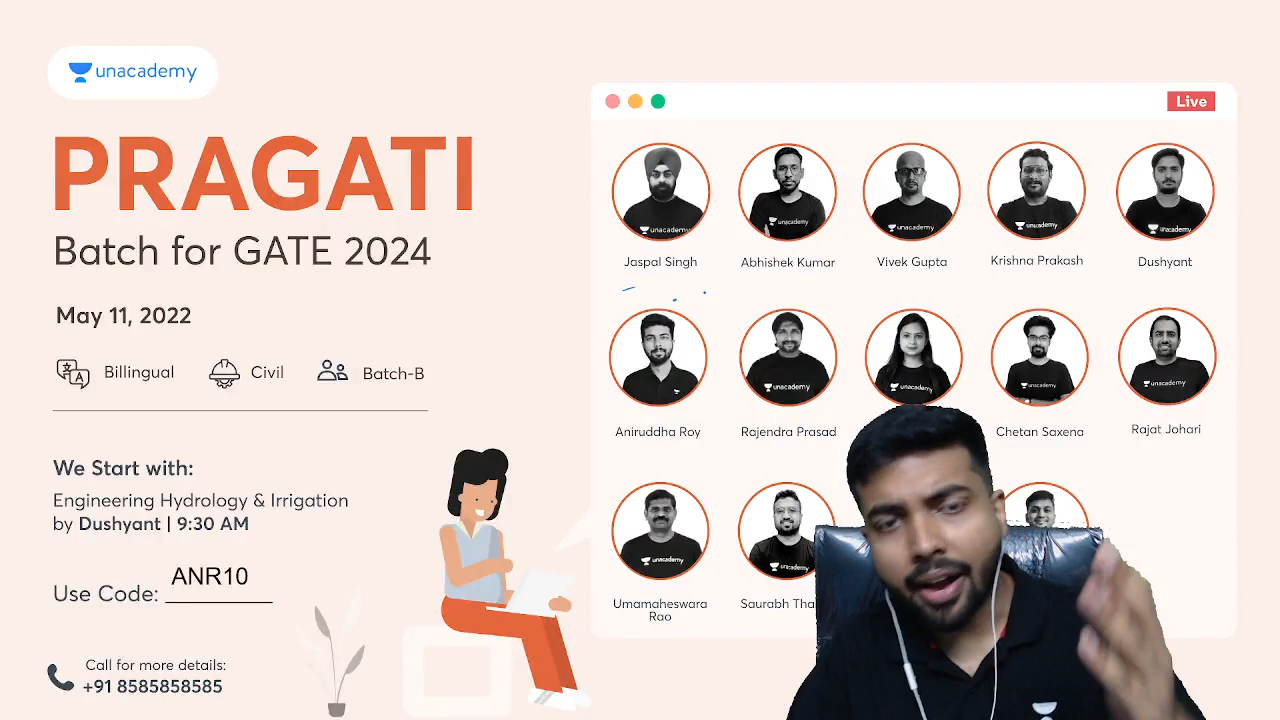 unacademy
PRAGATI
Batch for GATE 2024
May 11, 2022
Billingual
Civil
Batch-B
We Start with:
Engineering Hydrology & Irrigation
by Dushyant | 9:30 AM
Use Code: ANR10
Call for more details:
+91 8585858585
Live
Jaspal Singh
Abhishek Kumar
Vivek Gupta
Krishna Prakash
Dushyant
Aniruddha Roy
Rajendra Prasad
Chetan Saxena
Rajat Johari
Umamaheswara
Rao
Saurabh